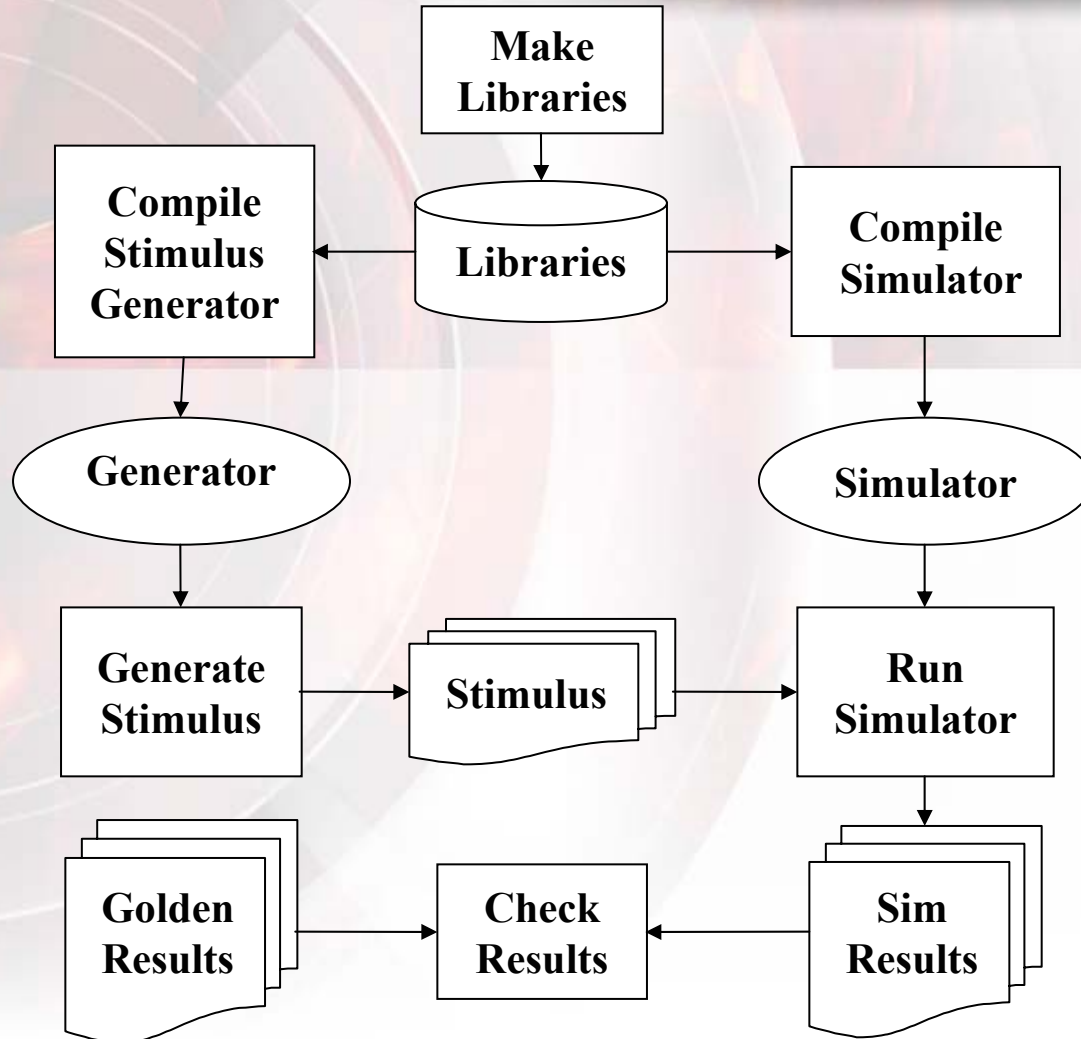 Make
Libraries
Compile
Stimulus
Generator
Libraries
Compile
Simulator
Generator
Simulator
Generate
Stimulus
Stimulus
Run
Simulator
Golden
Results
Check
Results
Sim
Results